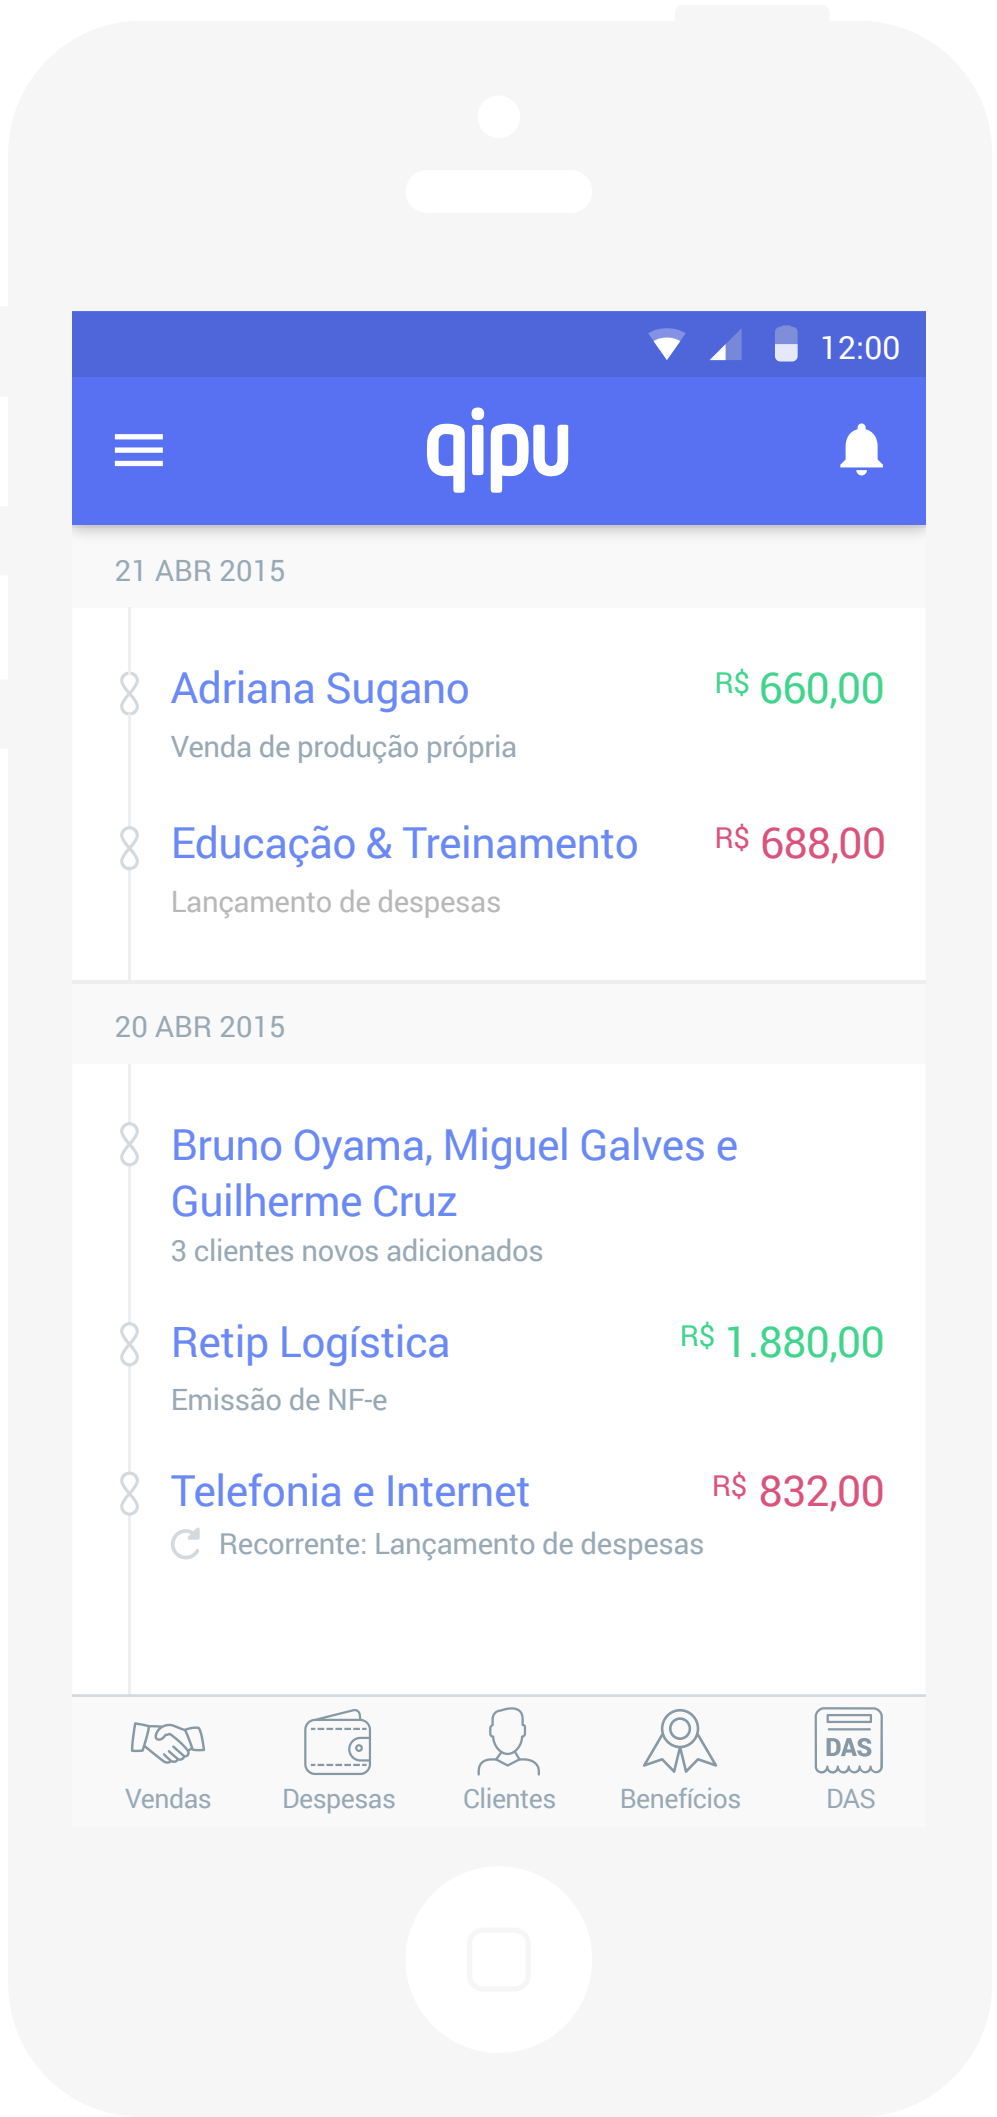 12:00
qipu
21 ABR 2015
Adriana Sugano R$ 660,00
Venda de produção própria
Educação & Treinamento R$ 688,00
Lançamento de despesas
20 ABR 2015
Bruno Oyama, Miguel Galves e
Guilherme Cruz
3 clientes novos adicionados
Retip Logística R$ 1.880,00
Emissão de NF-e
Telefonia e Internet R$ 832,00
Recorrente: Lançamento de despesas
DAS
Vendas Despesas Clientes Benefícios DAS